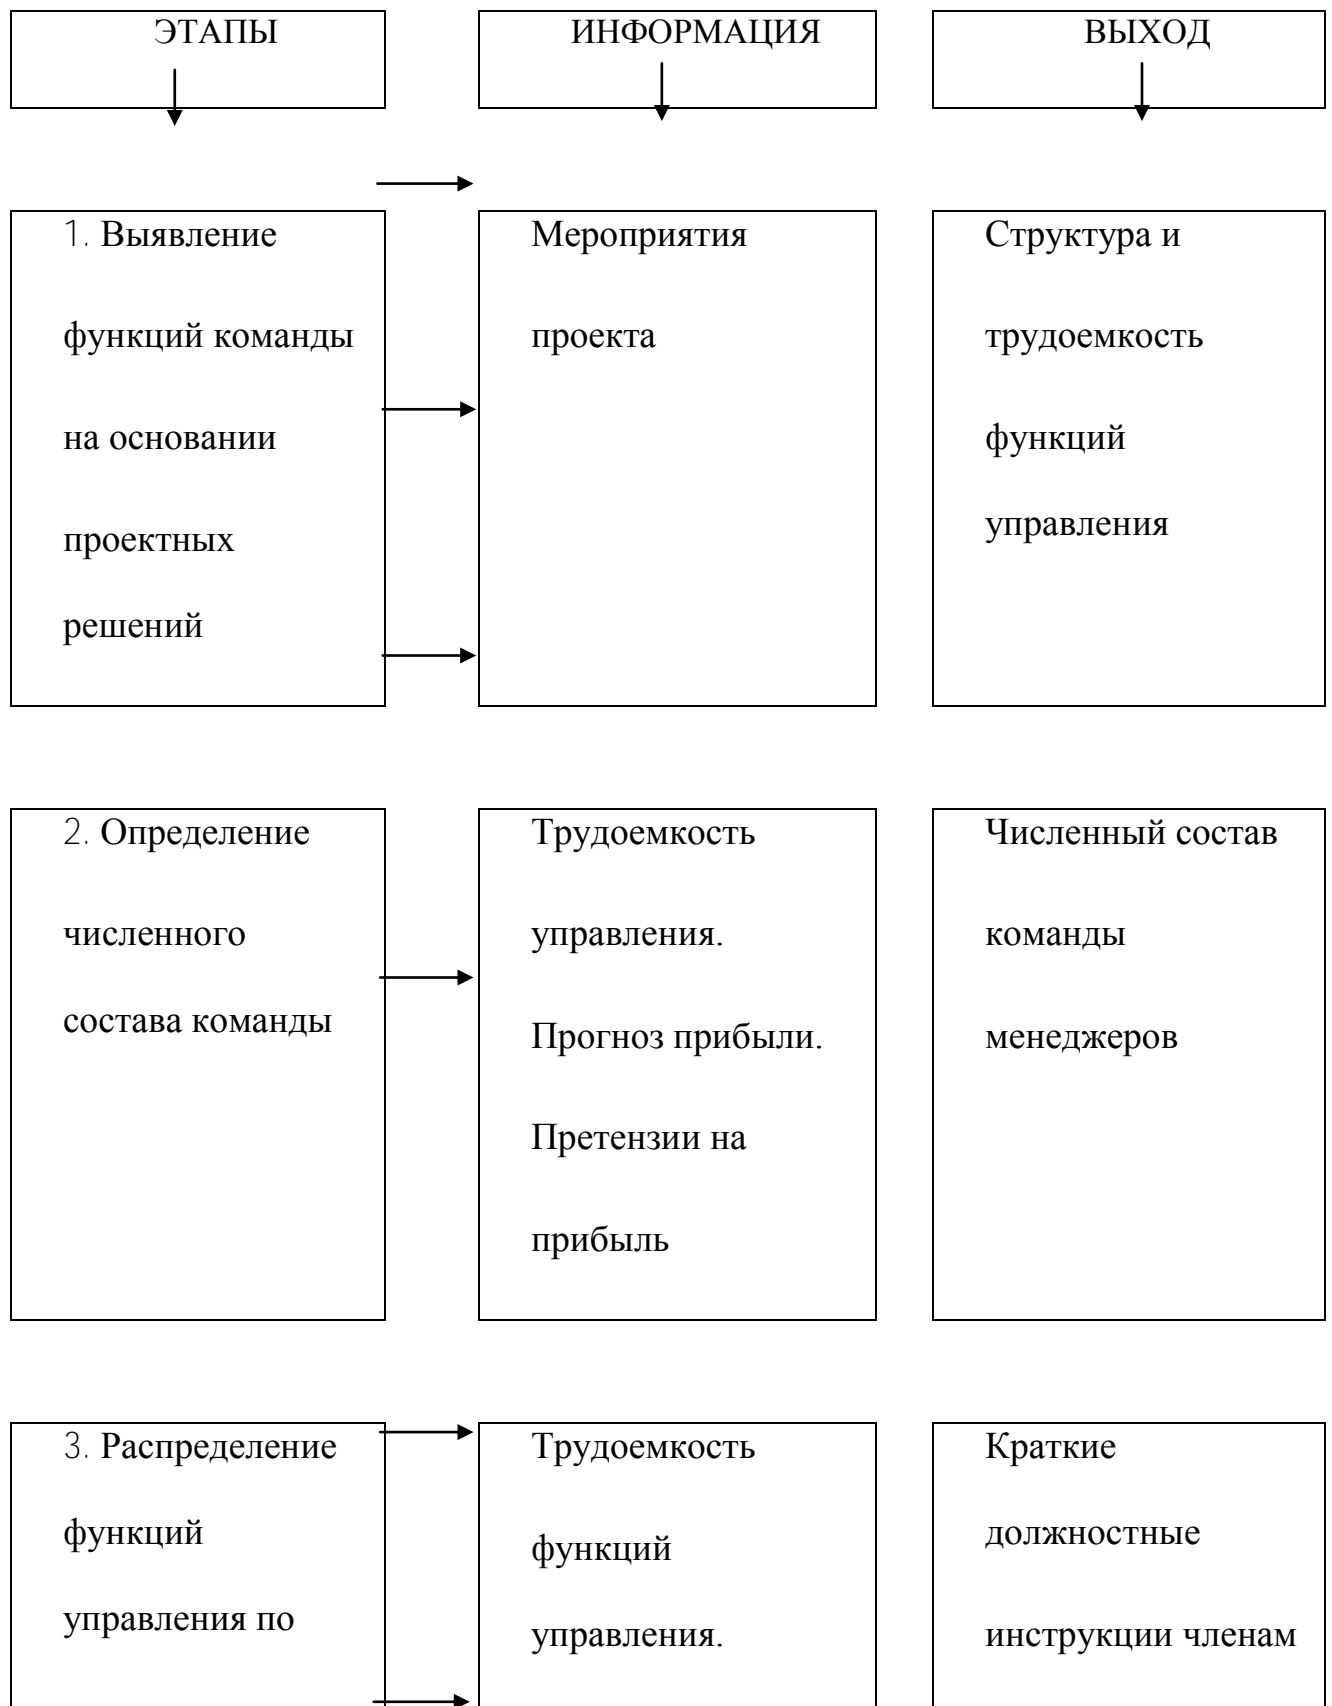 ЭТАПЫ
ИНФОРМАЦИЯ
ВЫХОД
1. Выявление
функций команды
на основании
проектных
решений
Мероприятия
проекта
Структура и
трудоемкость
функций
управления
2. Определение
численного
состава команды
Трудоемкость
управления.
Прогноз прибыли.
Претензии на
прибыль
Численный состав
команды
менеджеров
3. Распределение
функций
управления по
Трудоемкость
функций
управления.
Краткие
должностные
инструкции членам